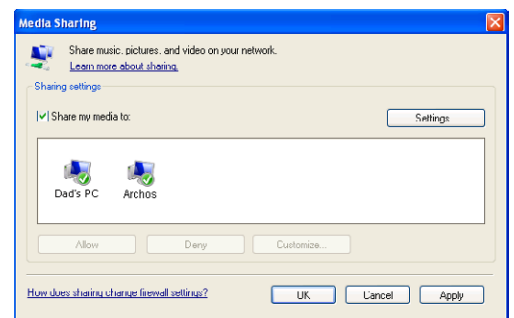 Media Sharing
Share music, pictures, and video on your network.
Learn more about sharing.
Sharing settings
Share my media to:
Settings
Dad's PC
Archos
Allow
Deny
Customize...
How does sharing change firewall settings?
OK
Cancel
Apply